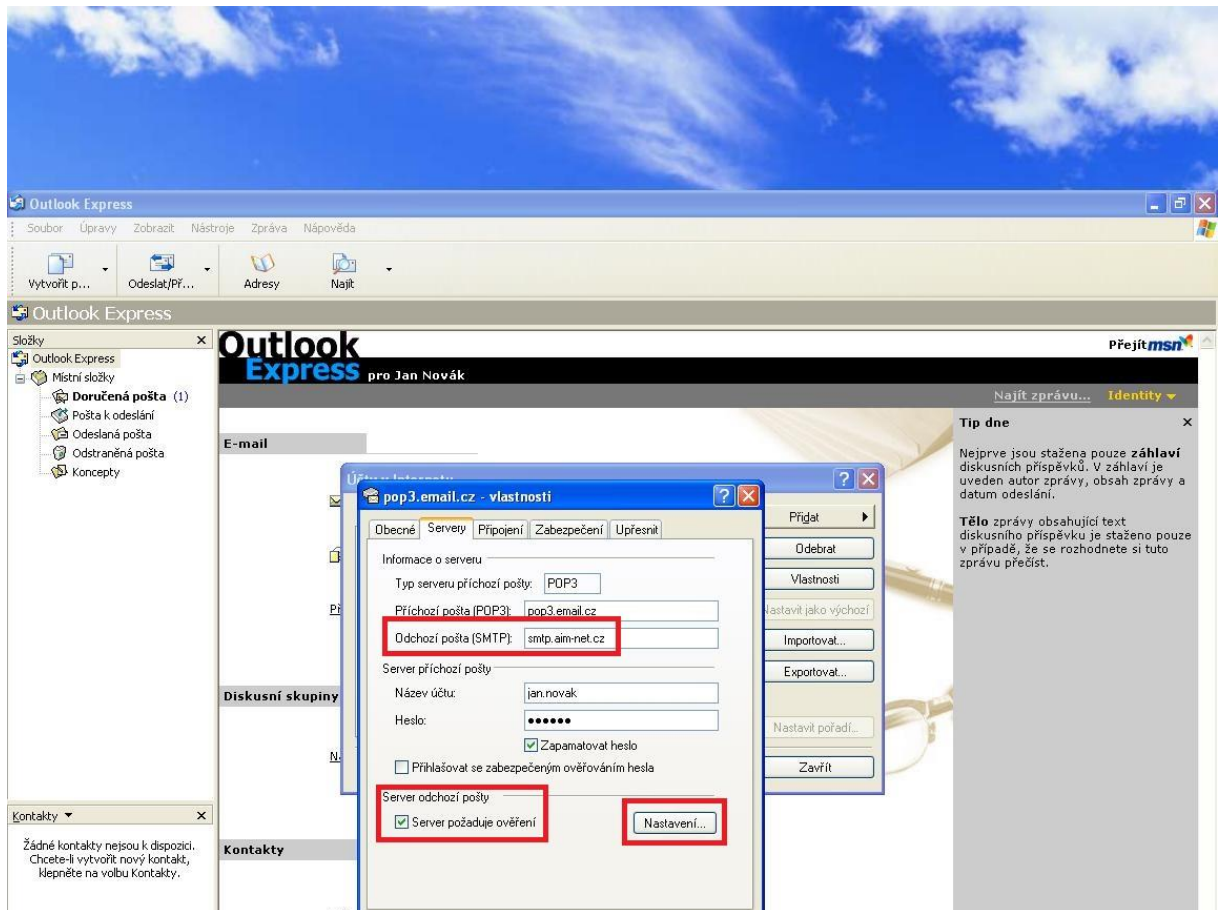 Outlook Express
Soubor Úpravy Zobrazit Nástroje Zpráva Nápověda
Vytvořit p... Odeslat/Př... Adresy Najít
Outlook Express
Složky
Outlook Express
Místní složky
Doručená pošta (1)
Pošta k odeslání
Odeslaná pošta
Odstraněná pošta
Koncepty
Kontakty
Žádné kontakty nejsou k dispozici.
Chcete-li vytvořit nový kontakt,
klepněte na volbu Kontakty.
Outlook
Express pro Jan Novák
Přejít msn
Najít zprávu... Identity
E-mail
Diskusní skupiny
Kontakty
pop3.email.cz - vlastnosti
Obecné Servery Připojení Zabezpečení Upřesnit
Informace o serveru
Typ serveru příchozí pošty: POP3
Příchozí pošta (POP3): pop3.email.cz
Odchozí pošta (SMTP): smtp.aim-net.cz
Server příchozí pošty
Název účtu: jan.novak
Heslo: ●●●●●●
Zapamatovat heslo
Přihlašovat se zabezpečeným ověřováním hesla
Server odchozí pošty
Server požaduje ověření
Nastavení...
Přidat
Odebrat
Vlastnosti
Nastavit jako výchozí
Importovat...
Exportovat...
Nastavit pořadí...
Zavřít
Tip dne
Nejprve jsou stažena pouze záhlaví
diskusních příspěvků. V záhlaví je
uveden autor zprávy, obsah zprávy a
datum odeslání.
Tělo zprávy obsahující text
diskusního příspěvku je staženo pouze
v případě, že se rozhodnete si tuto
zprávu přečíst.